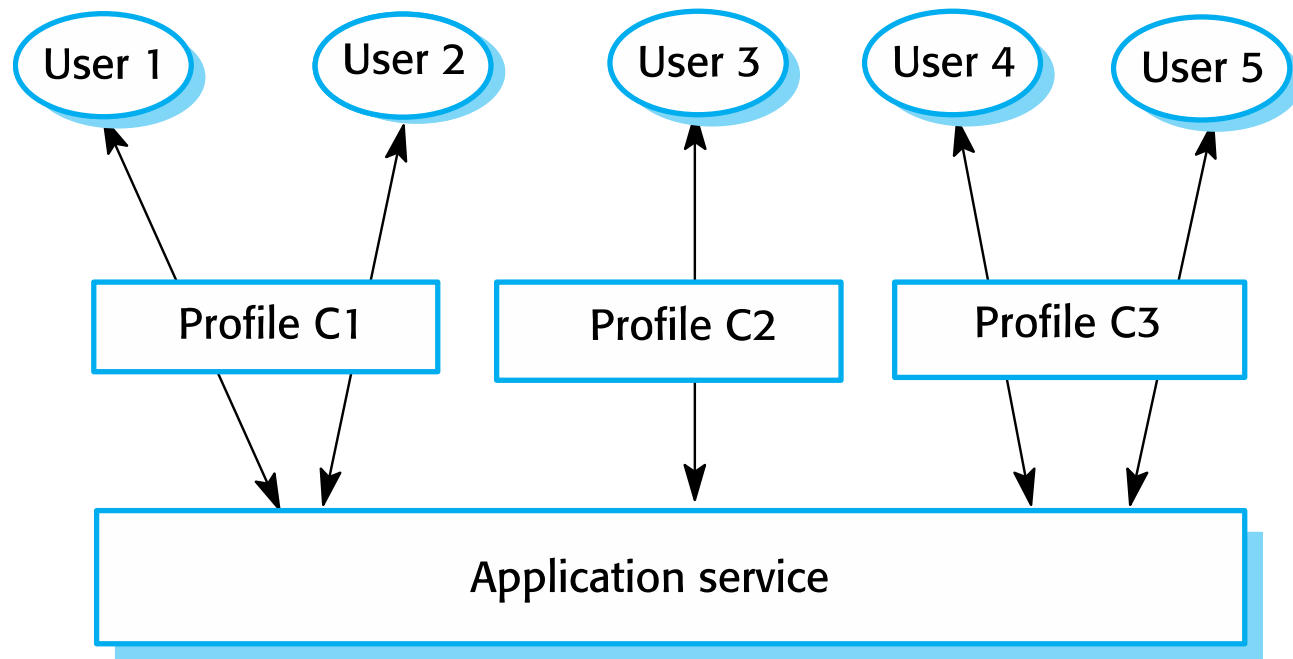 User 1
User 2
User 3
User 4
User 5
Profile C1
Profile C2
Profile C3
Application service